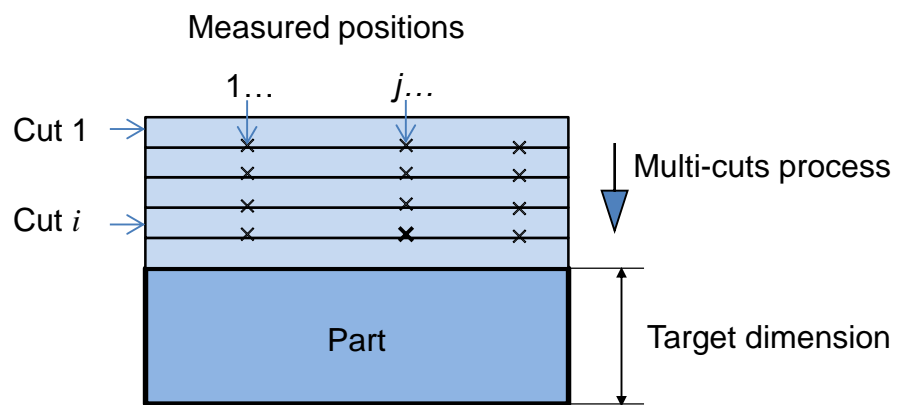 Measured positions
1… j…
Cut 1
Multi-cuts process
Cut i
Part
Target dimension